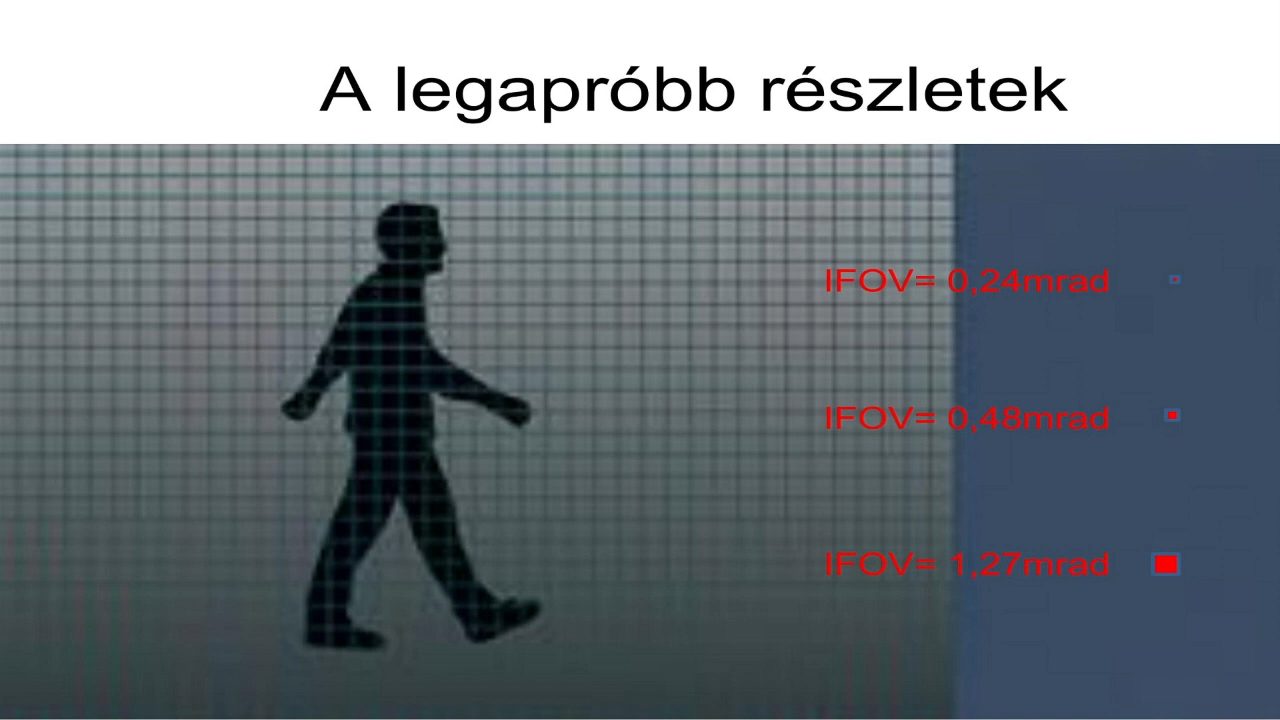 A legapróbb részletek
IFOV= 0,24mrad
IFOV= 0,48mrad
IFOV= 1,27mrad